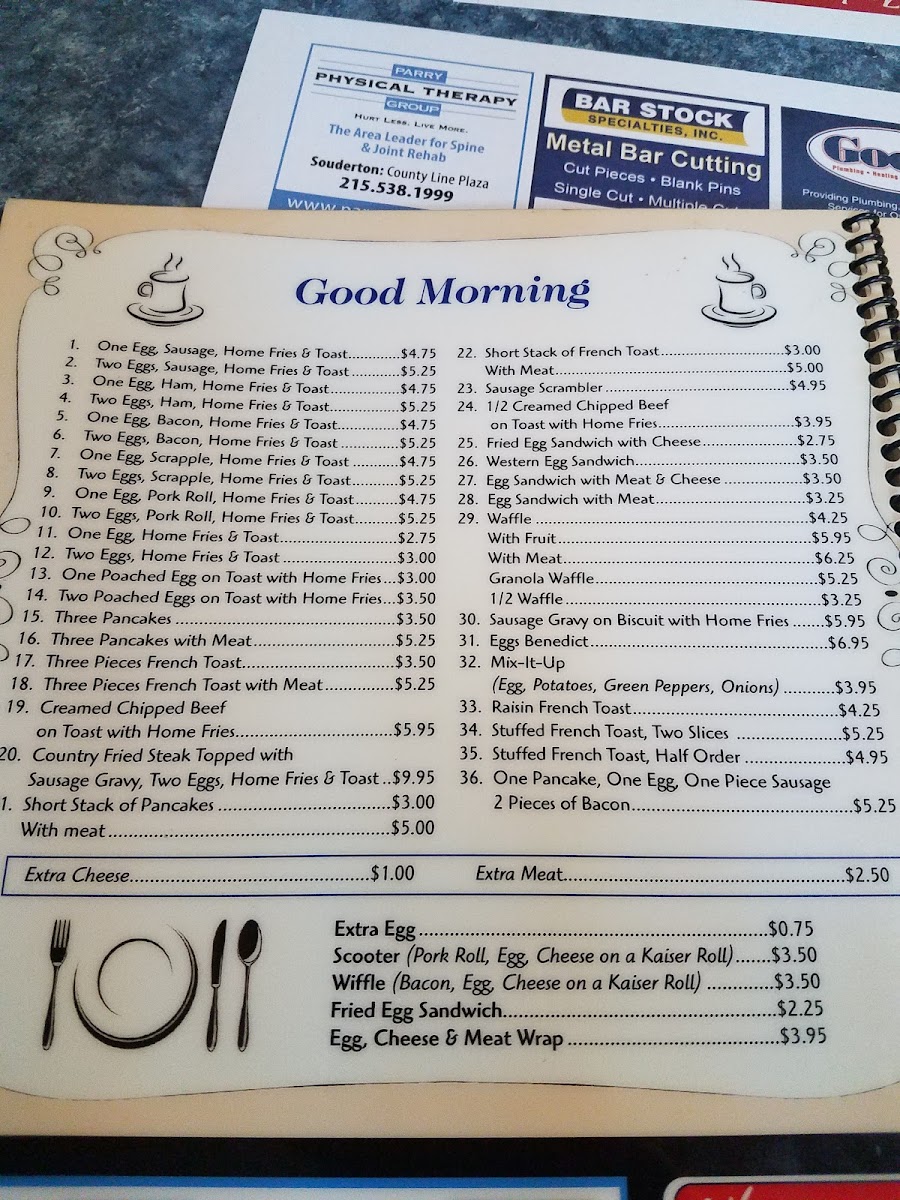 PARRY
PHYSICAL THERAPY
GROUP
HURT LESS. LIVE MORE.
The Area Leader for Spine
& Joint Rehab
Souderton: County Line Plaza
215.538.1999
BAR STOCK
SPECIALTIES, INC.
Metal Bar Cutting
Cut Pieces • Blank Pins
Single Cut • Multiple
Plumbing • Heating
Providing Plumbing,
Good Morning
1. One Egg, Sausage, Home Fries & Toast............$4.75
2. Two Eggs, Sausage, Home Fries & Toast ............$5.25
3. One Egg, Ham, Home Fries & Toast................$4.75
4. Two Eggs, Ham, Home Fries & Toast................$5.25
5. One Egg, Bacon, Home Fries & Toast..............$4.75
6. Two Eggs, Bacon, Home Fries & Toast ..............$5.25
7. One Egg, Scrapple, Home Fries & Toast ..........$4.75
8. Two Eggs, Scrapple, Home Fries & Toast...........$5.25
9. One Egg, Pork Roll, Home Fries & Toast..........$4.75
10. Two Eggs, Pork Roll, Home Fries & Toast..........$5.25
11. One Egg, Home Fries & Toast..........................$2.75
12. Two Eggs, Home Fries & Toast ..........................$3.00
13. One Poached Egg on Toast with Home Fries...$3.00
14. Two Poached Eggs on Toast with Home Fries...$3.50
15. Three Pancakes ................................................$3.50
16. Three Pancakes with Meat...............................$5.25
17. Three Pieces French Toast.................................$3.50
18. Three Pieces French Toast with Meat...............$5.25
19. Creamed Chipped Beef
on Toast with Home Fries.................................$5.95
20. Country Fried Steak Topped with
Sausage Gravy, Two Eggs, Home Fries & Toast ..$9.95
1. Short Stack of Pancakes ....................................$3.00
With meat...........................................................$5.00
22. Short Stack of French Toast.............................$3.00
With Meat.....................................................$5.00
23. Sausage Scrambler ..........................................$4.95
24. 1/2 Creamed Chipped Beef
on Toast with Home Fries...............................$3.95
25. Fried Egg Sandwich with Cheese.....................$2.75
26. Western Egg Sandwich......................................$3.50
27. Egg Sandwich with Meat & Cheese ..................$3.50
28. Egg Sandwich with Meat...................................$3.25
29. Waffle ...............................................................$4.25
With Fruit..........................................................$5.95
With Meat..........................................................$6.25
Granola Waffle...................................................$5.25
1/2 Waffle..........................................................$3.25
30. Sausage Gravy on Biscuit with Home Fries ......$5.95
31. Eggs Benedict....................................................$6.95
32. Mix-It-Up
(Egg, Potatoes, Green Peppers, Onions) ..........$3.95
33. Raisin French Toast...........................................$4.25
34. Stuffed French Toast, Two Slices ......................$5.25
35. Stuffed French Toast, Half Order .....................$4.95
36. One Pancake, One Egg, One Piece Sausage
2 Pieces of Bacon..............................................$5.25
Extra Cheese.......................................$1.00
Extra Meat...............................................$2.50
Extra Egg......................................................$0.75
Scooter (Pork Roll, Egg, Cheese on a Kaiser Roll)......$3.50
Wiffle (Bacon, Egg, Cheese on a Kaiser Roll) ............$3.50
Fried Egg Sandwich...........................................$2.25
Egg, Cheese & Meat Wrap ...................................$3.95